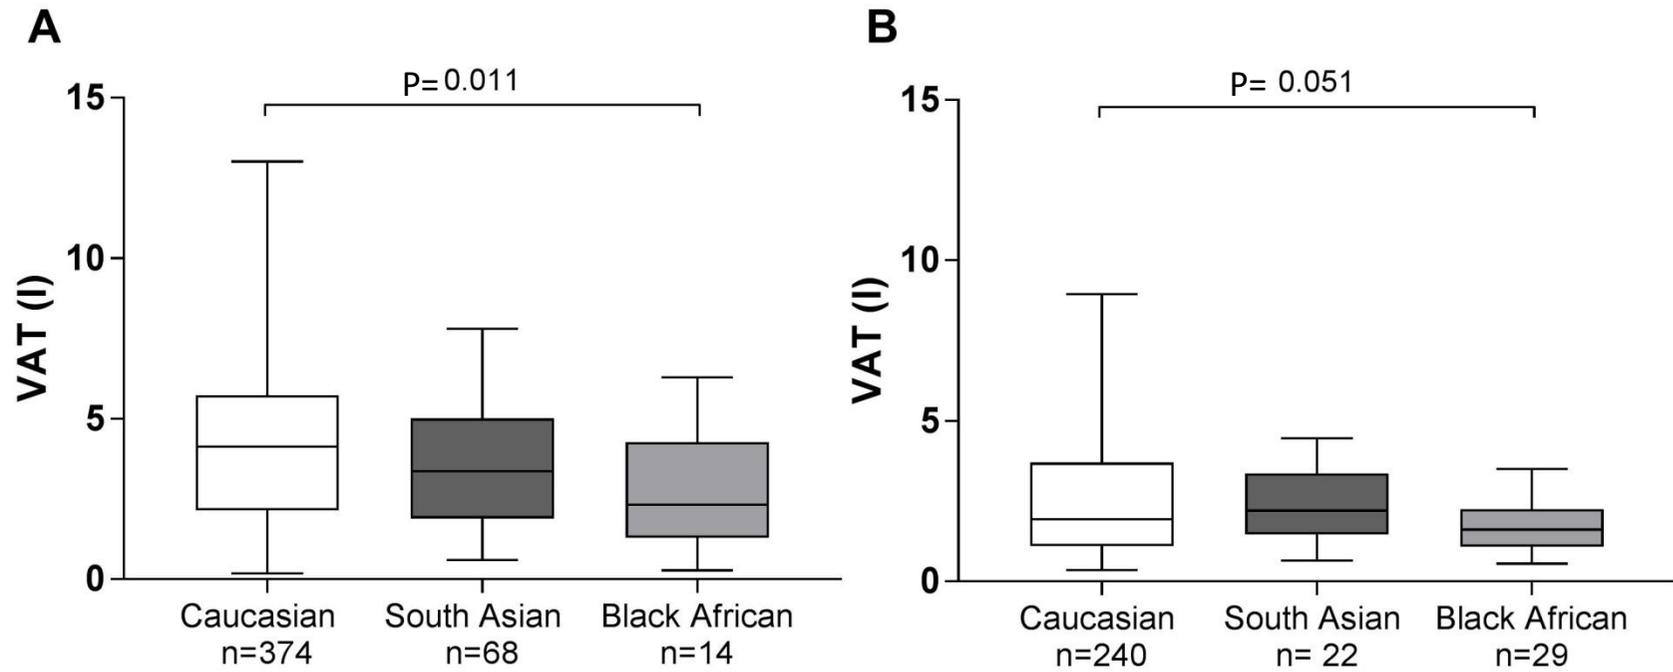 A
P= 0.011
15
10
5
0
VAT (l)
Caucasian
n=374
South Asian
n=68
Black African
n=14
B
P= 0.051
15
10
5
0
VAT (l)
Caucasian
n=240
South Asian
n= 22
Black African
n=29